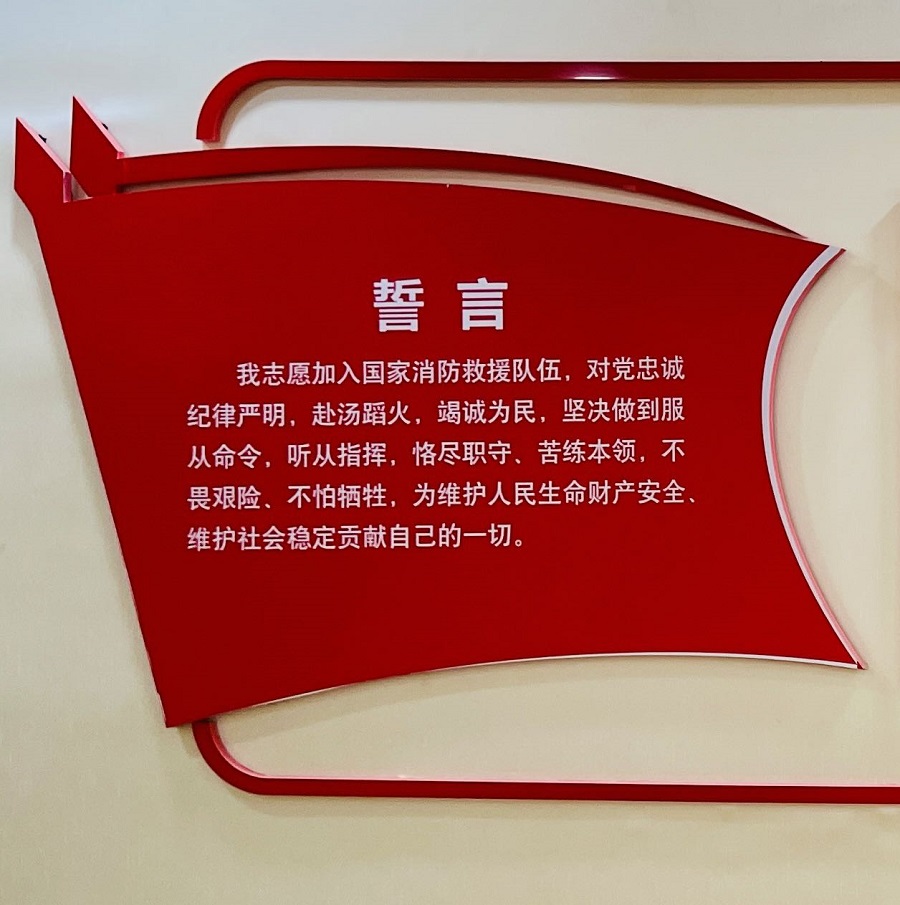 誓言
我志愿加入国家消防救援队伍，对党忠诚
纪律严明，赴汤蹈火，竭诚为民，坚决做到服
从命令，听从指挥，恪尽职守、苦练本领，不
畏艰险、不怕牺牲，为维护人民生命财产安全、
维护社会稳定贡献自己的一切。